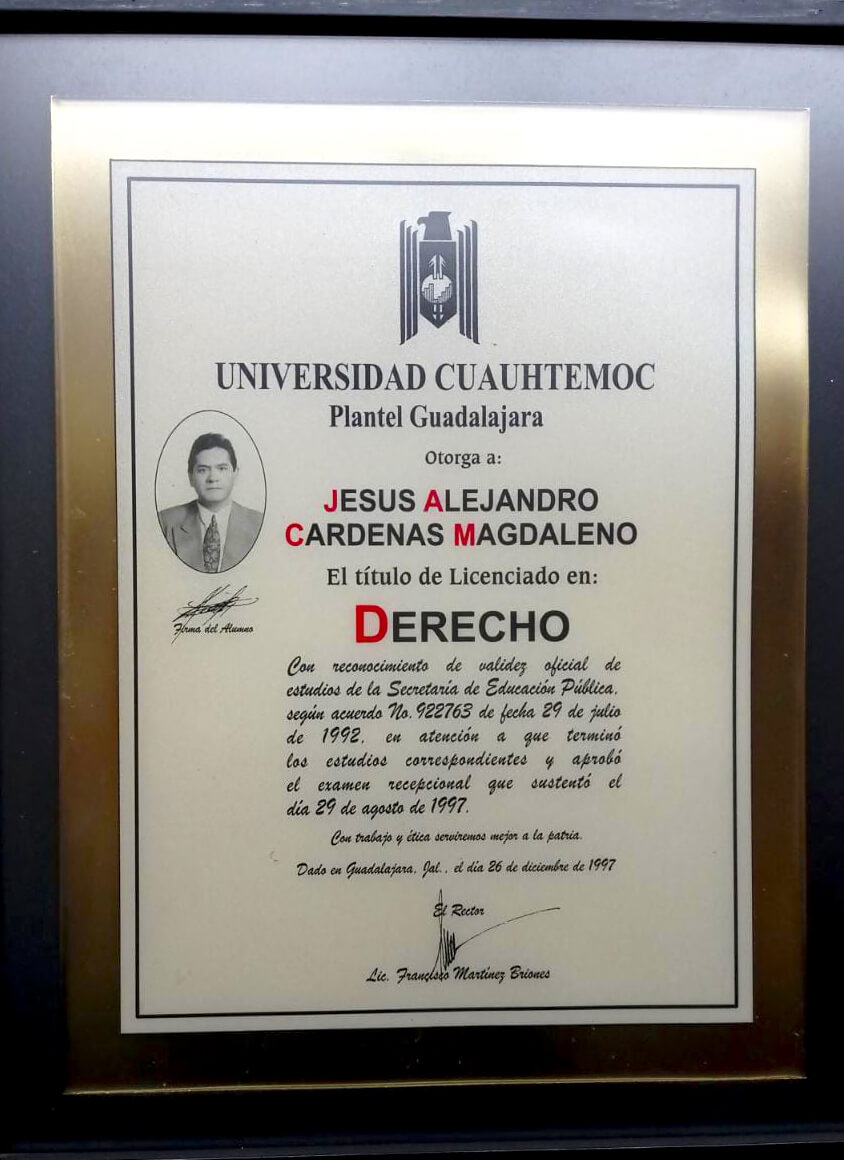 UNIVERSIDAD CUAUHTEMOC
Plantel Guadalajara
Otorga a:
JESUS ALEJANDRO
CARDENAS MAGDALENO
El título de Licenciado en:
DERECHO
Firma del Alumno
Con reconocimiento de validez oficial de
estudios de la Secretaría de Educación Pública,
según acuerdo No. 922763 de fecha 29 de julio
de 1992, en atención a que terminó
los estudios correspondientes y aprobó
el examen recepcional que sustentó el
día 29 de agosto de 1997.
Con trabajo y ética serviremos mejor a la patria.
Dado en Guadalajara, Jal., el día 26 de diciembre de 1997
El Rector
Lic. Francisco Martínez Briones